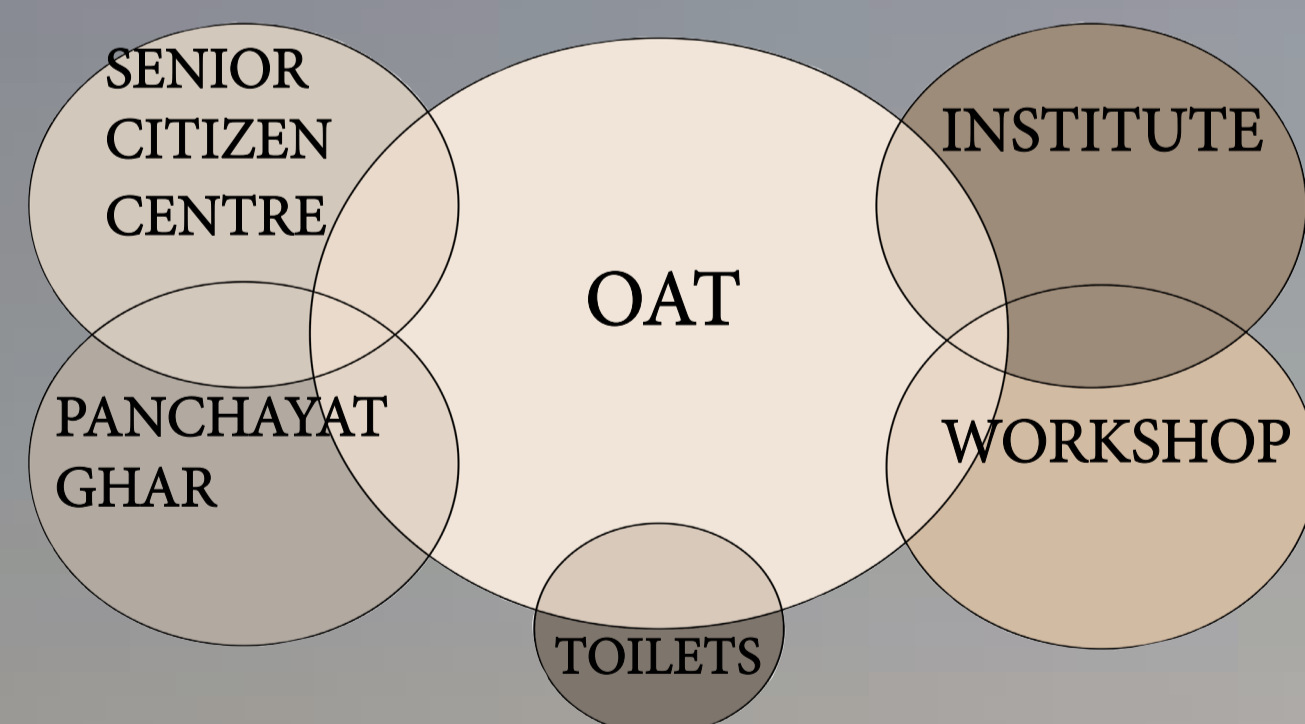 SENIOR
CITIZEN
CENTRE
PANCHAYAT
GHAR
OAT
INSTITUTE
WORKSHOP
TOILETS